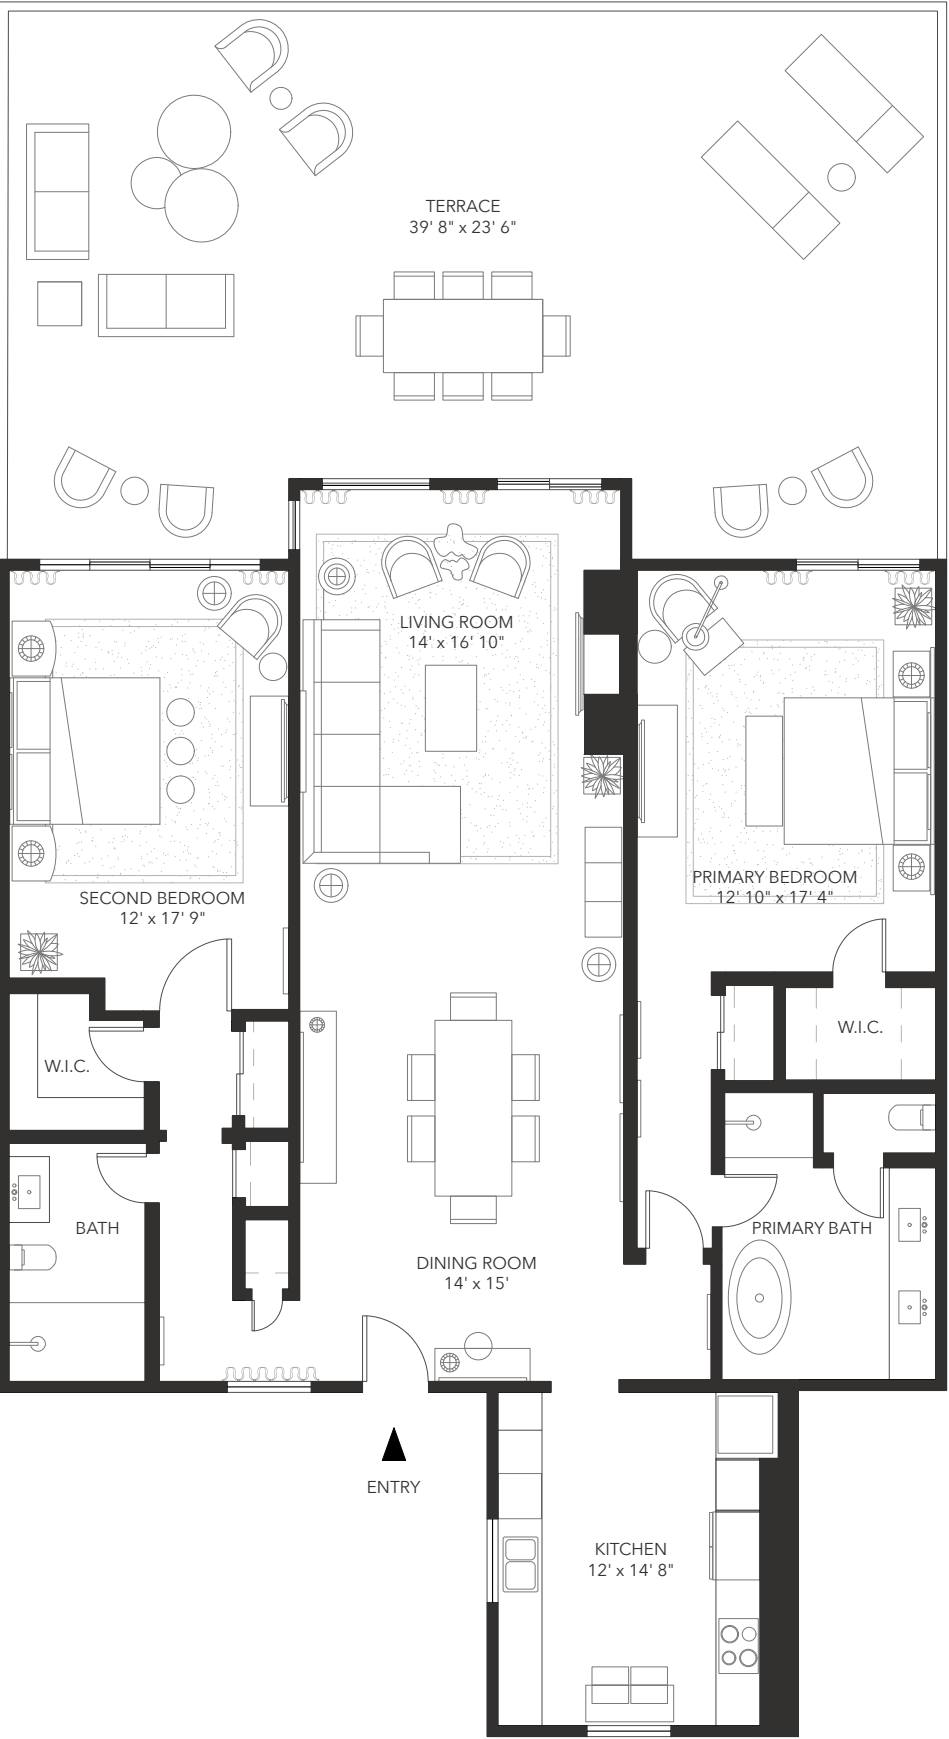 TERRACE
39' 8" x 23' 6"
LIVING ROOM
14' x 16' 10"
SECOND BEDROOM
12' x 17' 9"
PRIMARY BEDROOM
12' 10" x 17' 4"
W.I.C.
W.I.C.
BATH
PRIMARY BATH
DINING ROOM
14' x 15'
ENTRY
KITCHEN
12' x 14' 8"